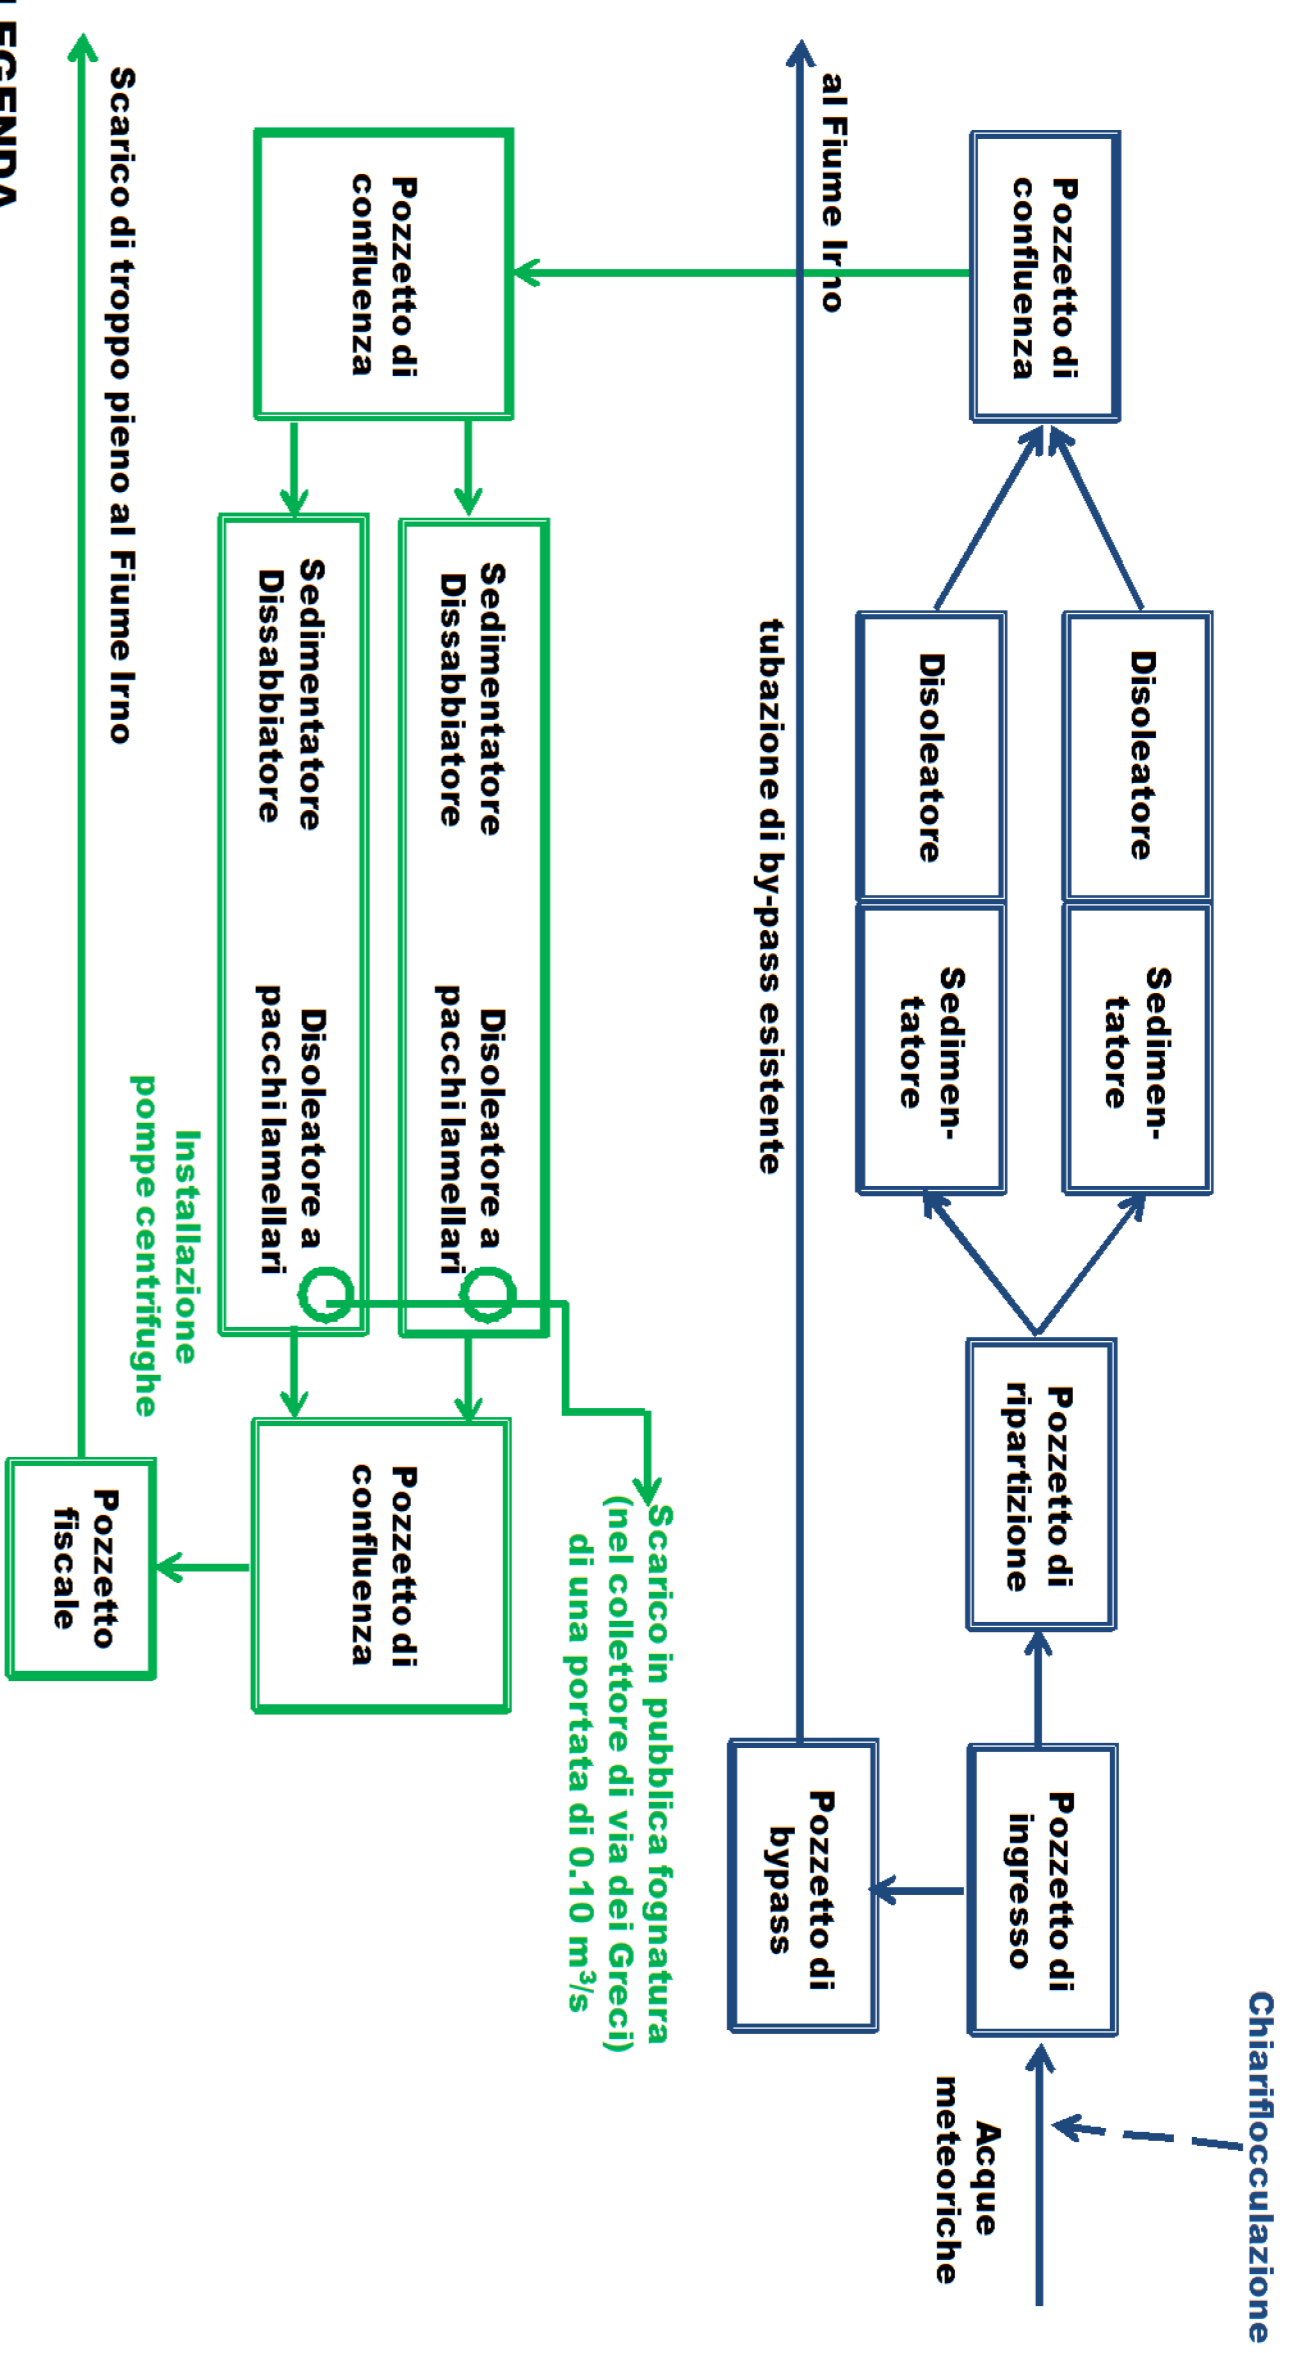 Chiariflocculazione
Pozzetto di
confluenza
Disoleatore
Sedimen-
tatore
Disoleatore
Sedimen-
tatore
Pozzetto di
ripartizione
Pozzetto di
ingresso
Acque
meteoriche
al Fiume Irno
tubazione di by-pass esistente
Pozzetto di
bypass
Scarico in pubblica fognatura
(nel collettore di via dei Greci)
di una portata di 0.10 m³/s
Pozzetto di
confluenza
Sedimentatore
Dissabbiatore
Disoleatore a
pacchi lamellari
Sedimentatore
Dissabbiatore
Disoleatore a
pacchi lamellari
Pozzetto di
confluenza
Installazione
pompe centrifughe
Scarico di troppo pieno al Fiume Irno
Pozzetto
fiscale
LEGENDA